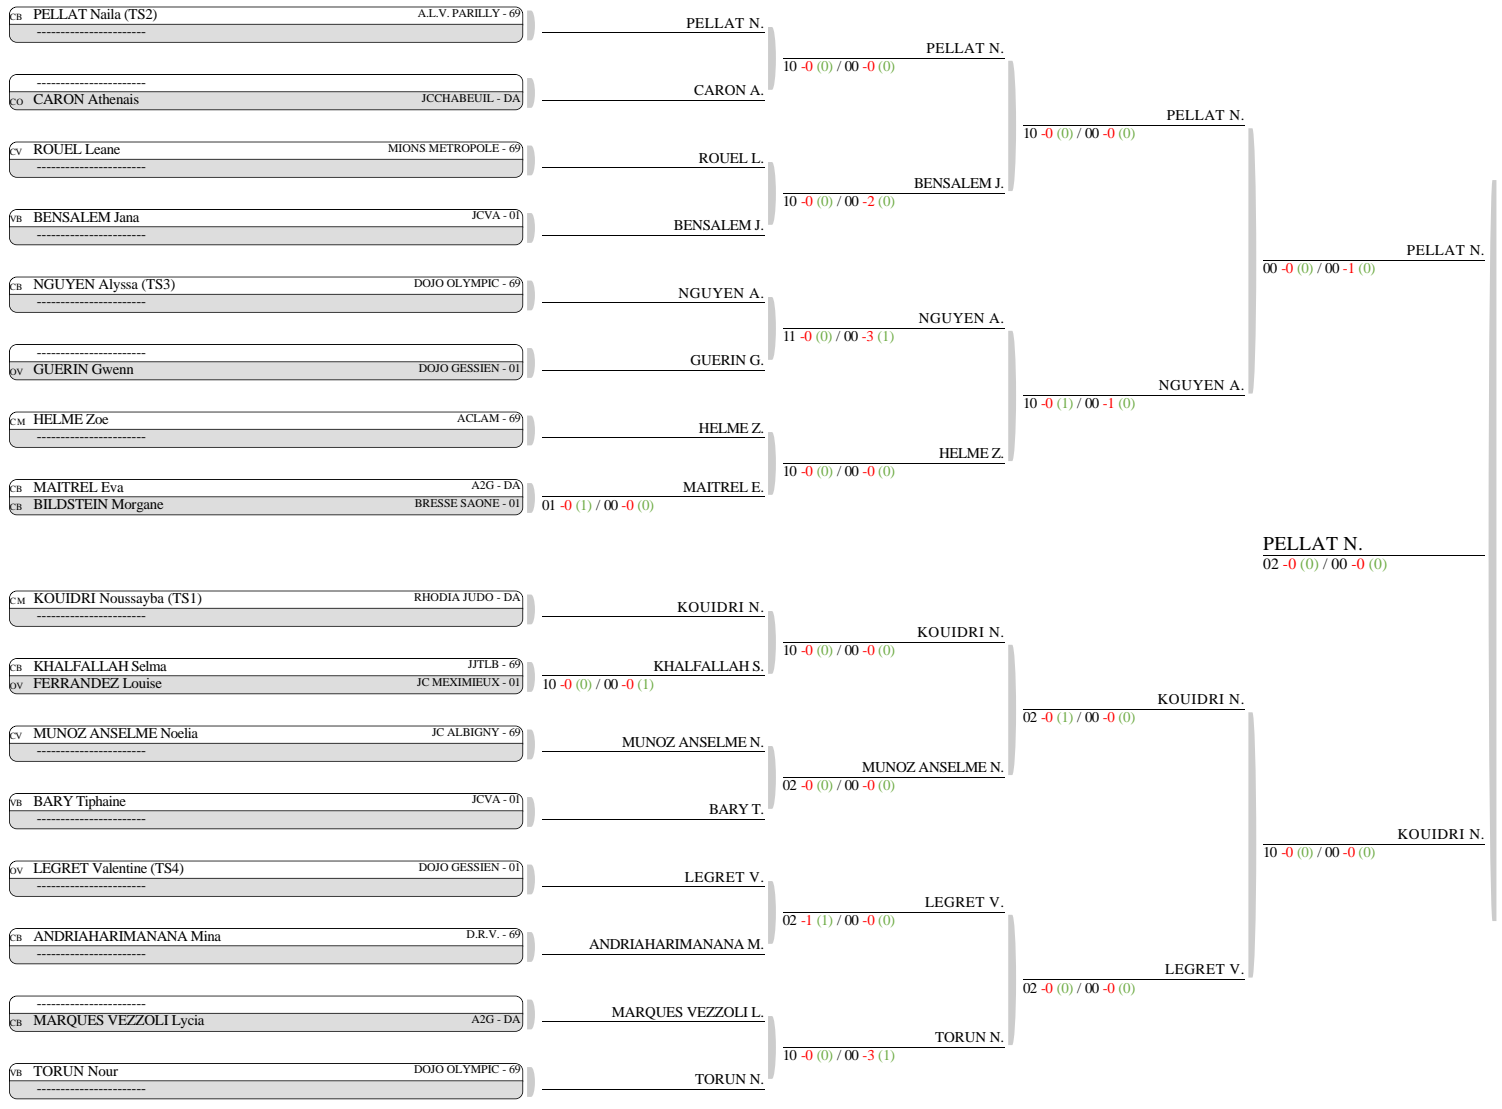 CB PELLAT Naila (TS2) A.L.V. PARILLY - 69
-----------------------
-----------------------
CO CARON Athenais JCCHABEUIL - DA
CV ROUEL Leane MIONS METROPOLE - 69
-----------------------
VB BENSALEM Jana JCVA - 01
-----------------------
CB NGUYEN Alyssa (TS3) DOJO OLYMPIC - 69
-----------------------
-----------------------
OV GUERIN Gwenn DOJO GESSIEN - 01
CM HELME Zoe ACLAM - 69
-----------------------
CB MAITREL Eva A2G - DA
CB BILDSTEIN Morgane BRESSE SAONE - 01
CM KOUIDRI Noussayba (TS1) RHODIA JUDO - DA
-----------------------
CB KHALFALLAH Selma JJTLB - 69
OV FERRANDEZ Louise JC MEXIMIEUX - 01
CV MUNOZ ANSELME Noelia JC ALBIGNY - 69
-----------------------
VB BARY Tiphaine JCVA - 01
-----------------------
OV LEGRET Valentine (TS4) DOJO GESSIEN - 01
-----------------------
CB ANDRIAHARIMANANA Mina D.R.V. - 69
-----------------------
-----------------------
CB MARQUES VEZZOLI Lycia A2G - DA
VB TORUN Nour DOJO OLYMPIC - 69
-----------------------
PELLAT N.
CARON A.
ROUEL L.
BENSALEM J.
NGUYEN A.
GUERIN G.
HELME Z.
MAITREL E.
01 -0 (1) / 00 -0 (0)
KOUIDRI N.
KHALFALLAH S.
10 -0 (0) / 00 -0 (1)
MUNOZ ANSELME N.
BARY T.
LEGRET V.
ANDRIAHARIMANANA M.
MARQUES VEZZOLI L.
TORUN N.
PELLAT N.
10 -0 (0) / 00 -0 (0)
BENSALEM J.
10 -0 (0) / 00 -2 (0)
NGUYEN A.
11 -0 (0) / 00 -3 (1)
HELME Z.
10 -0 (0) / 00 -0 (0)
KOUIDRI N.
10 -0 (0) / 00 -0 (0)
MUNOZ ANSELME N.
02 -0 (0) / 00 -0 (0)
LEGRET V.
02 -1 (1) / 00 -0 (0)
TORUN N.
10 -0 (0) / 00 -3 (1)
PELLAT N.
10 -0 (0) / 00 -0 (0)
NGUYEN A.
10 -0 (1) / 00 -1 (0)
KOUIDRI N.
02 -0 (1) / 00 -0 (0)
LEGRET V.
02 -0 (0) / 00 -0 (0)
PELLAT N.
00 -0 (0) / 00 -1 (0)
PELLAT N.
02 -0 (0) / 00 -0 (0)
KOUIDRI N.
10 -0 (0) / 00 -0 (0)